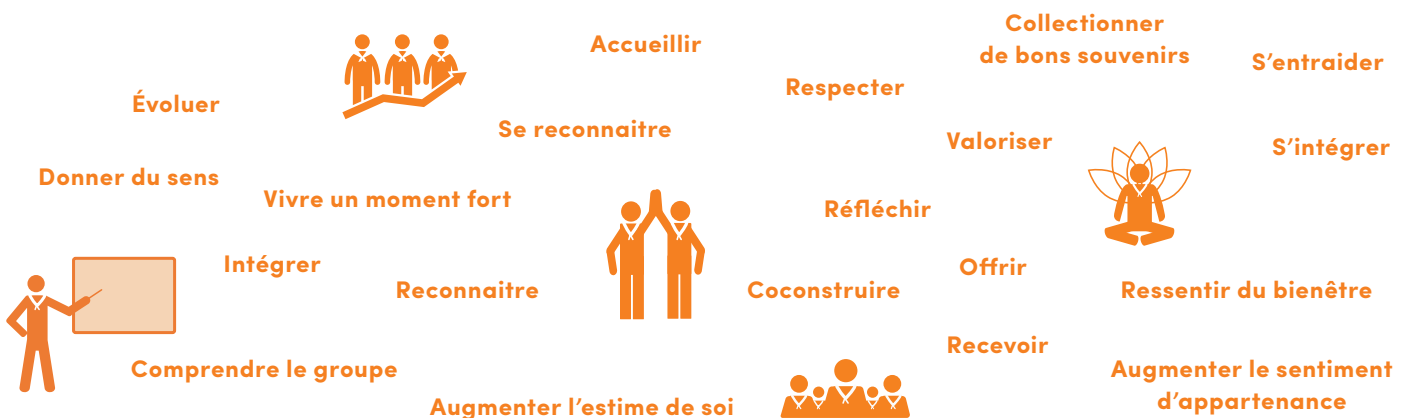 Collectionner
de bons souvenirs
Accueillir
S’entraider
Respecter
Évoluer
Se reconnaitre
Valoriser
S’intégrer
Donner du sens
Vivre un moment fort
Réfléchir
Intégrer
Offrir
Reconnaitre
Coconstruire
Ressentir du bienêtre
Recevoir
Comprendre le groupe
Augmenter le sentiment
d’appartenance
Augmenter l’estime de soi